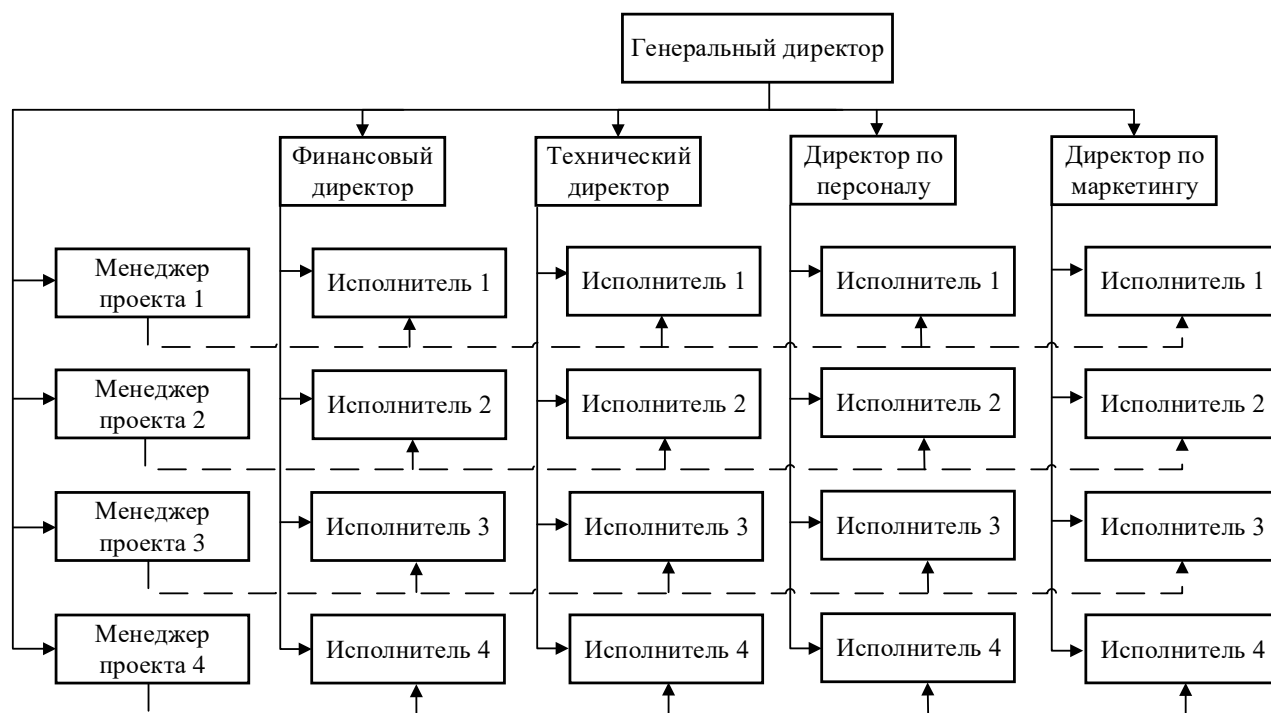 Генеральный директор
Финансовый
директор
Технический
директор
Директор по
персоналу
Директор по
маркетингу
Менеджер
проекта 1
Исполнитель 1
Исполнитель 1
Исполнитель 1
Исполнитель 1
Менеджер
проекта 2
Исполнитель 2
Исполнитель 2
Исполнитель 2
Исполнитель 2
Менеджер
проекта 3
Исполнитель 3
Исполнитель 3
Исполнитель 3
Исполнитель 3
Менеджер
проекта 4
Исполнитель 4
Исполнитель 4
Исполнитель 4
Исполнитель 4